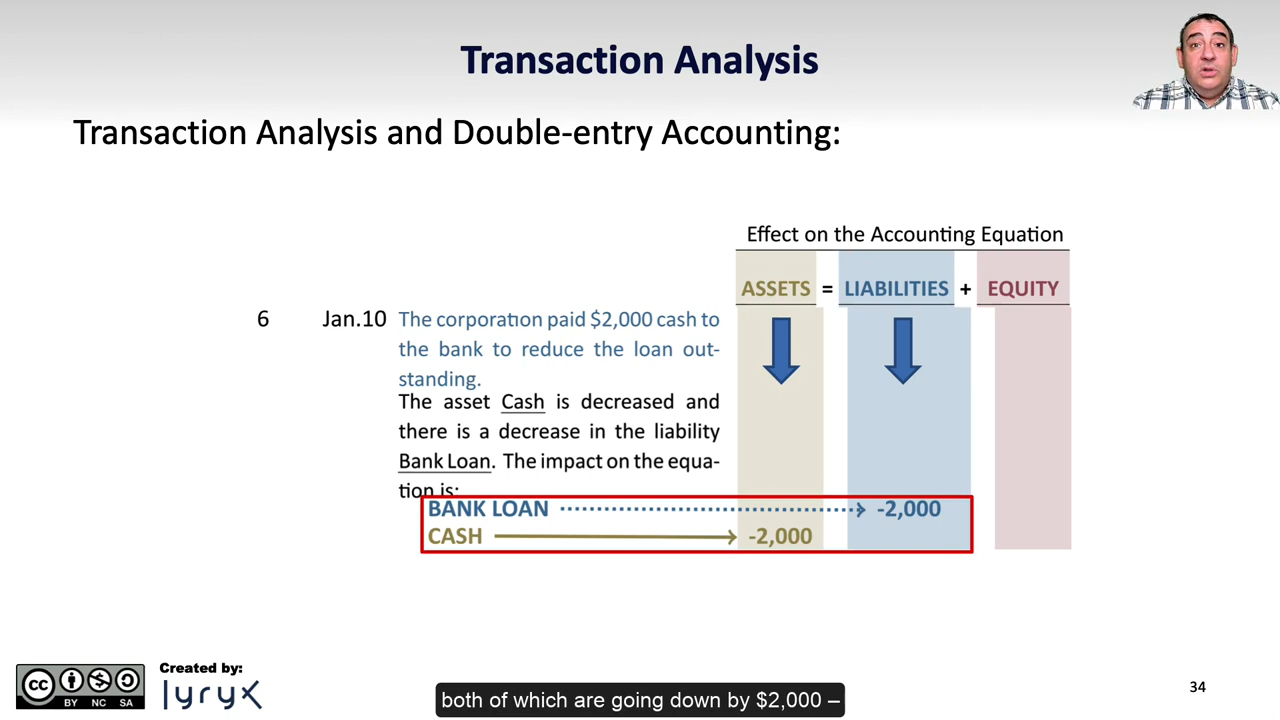 Transaction Analysis
Transaction Analysis and Double-entry Accounting:
Effect on the Accounting Equation
ASSETS = LIABILITIES + EQUITY
6 Jan.10 The corporation paid $2,000 cash to
the bank to reduce the loan out-
standing.
The asset Cash is decreased and
there is a decrease in the liability
Bank Loan. The impact on the equa-
tion is:
BANK LOAN -2,000
CASH -2,000
cc BY NC SA
Created by:
lyryx
34
both of which are going down by $2,000 –